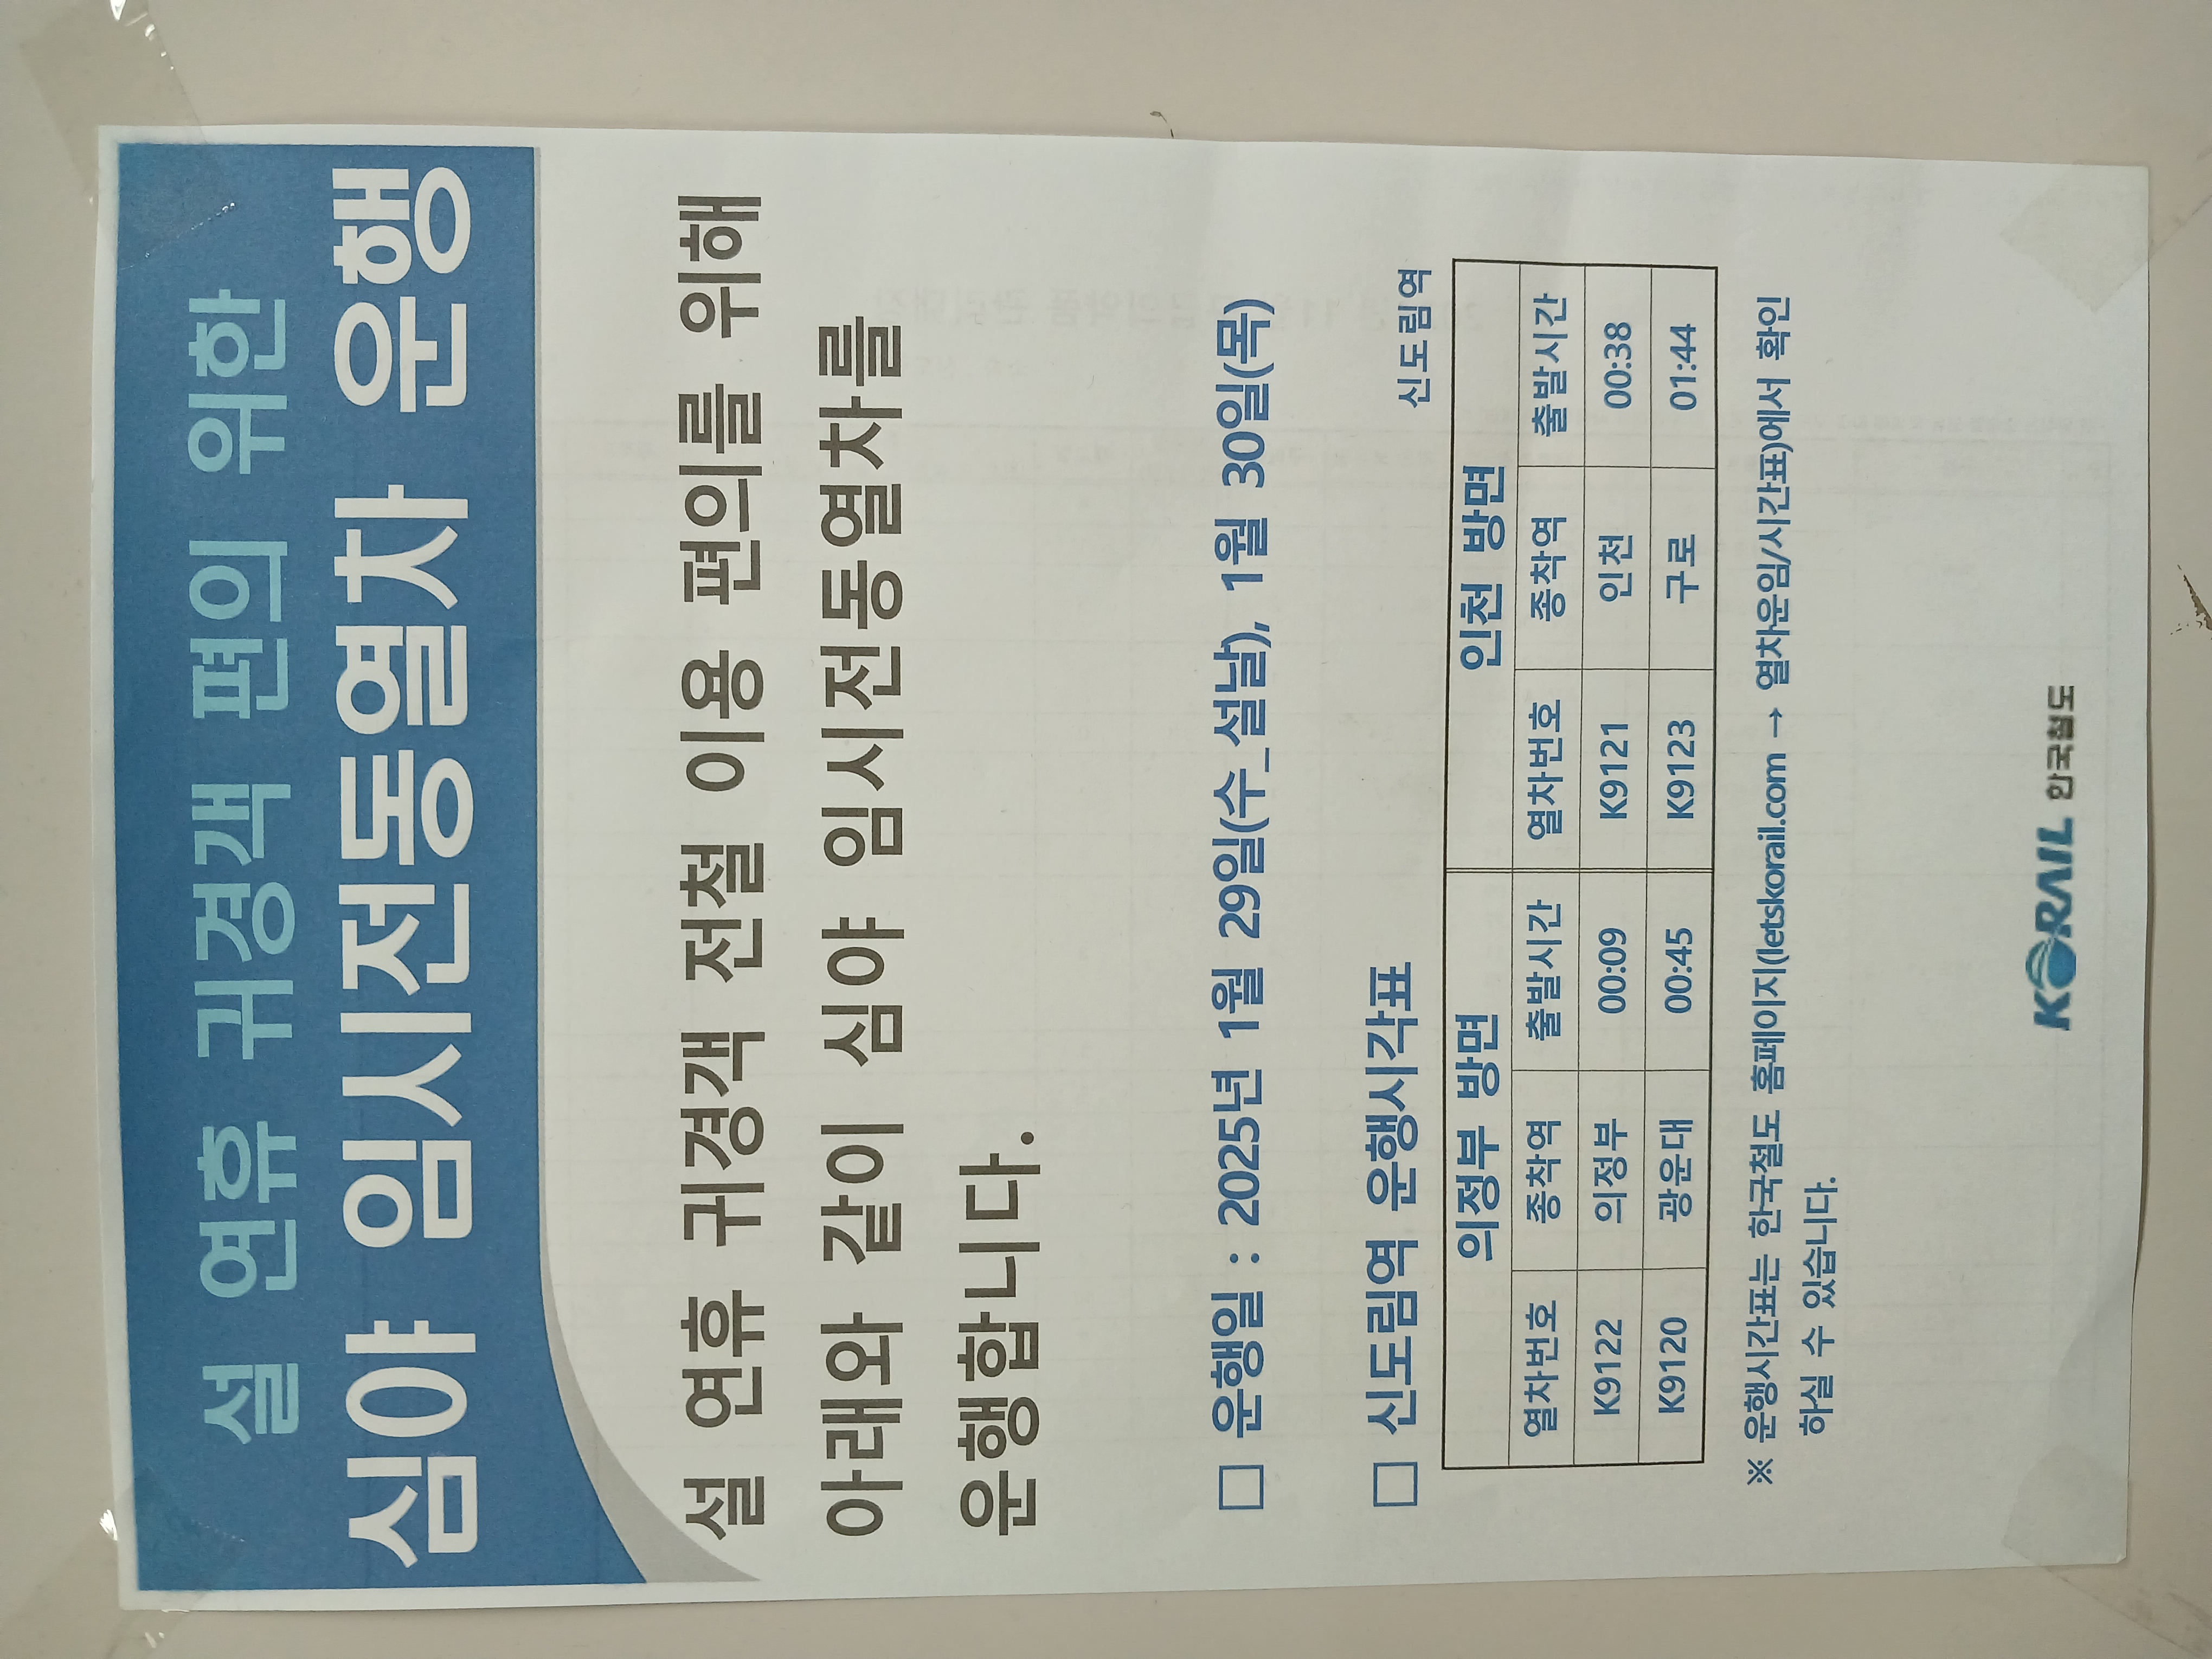 설 연휴 귀경객 편의 위한
심야 임시전동열차 운행
설 연휴 귀경객 전철 이용 편의를 위해
아래와 같이 심야 임시전동열차를
운행합니다.
□ 운행일 : 2025년 1월 29일(수_설날), 1월 30일(목)
□ 신도림역 운행시각표
신도림역
의정부 방면 인천 방면
열차번호 종착역 출발시간 열차번호 종착역 출발시간
K9122 의정부 00:09 K9121 인천 00:38
K9120 광운대 00:45 K9123 구로 01:44
※ 운행시간표는 한국철도 홈페이지(letskorail.com → 열차운임/시간표)에서 확인
하실 수 있습니다.
KORAIL 한국철도